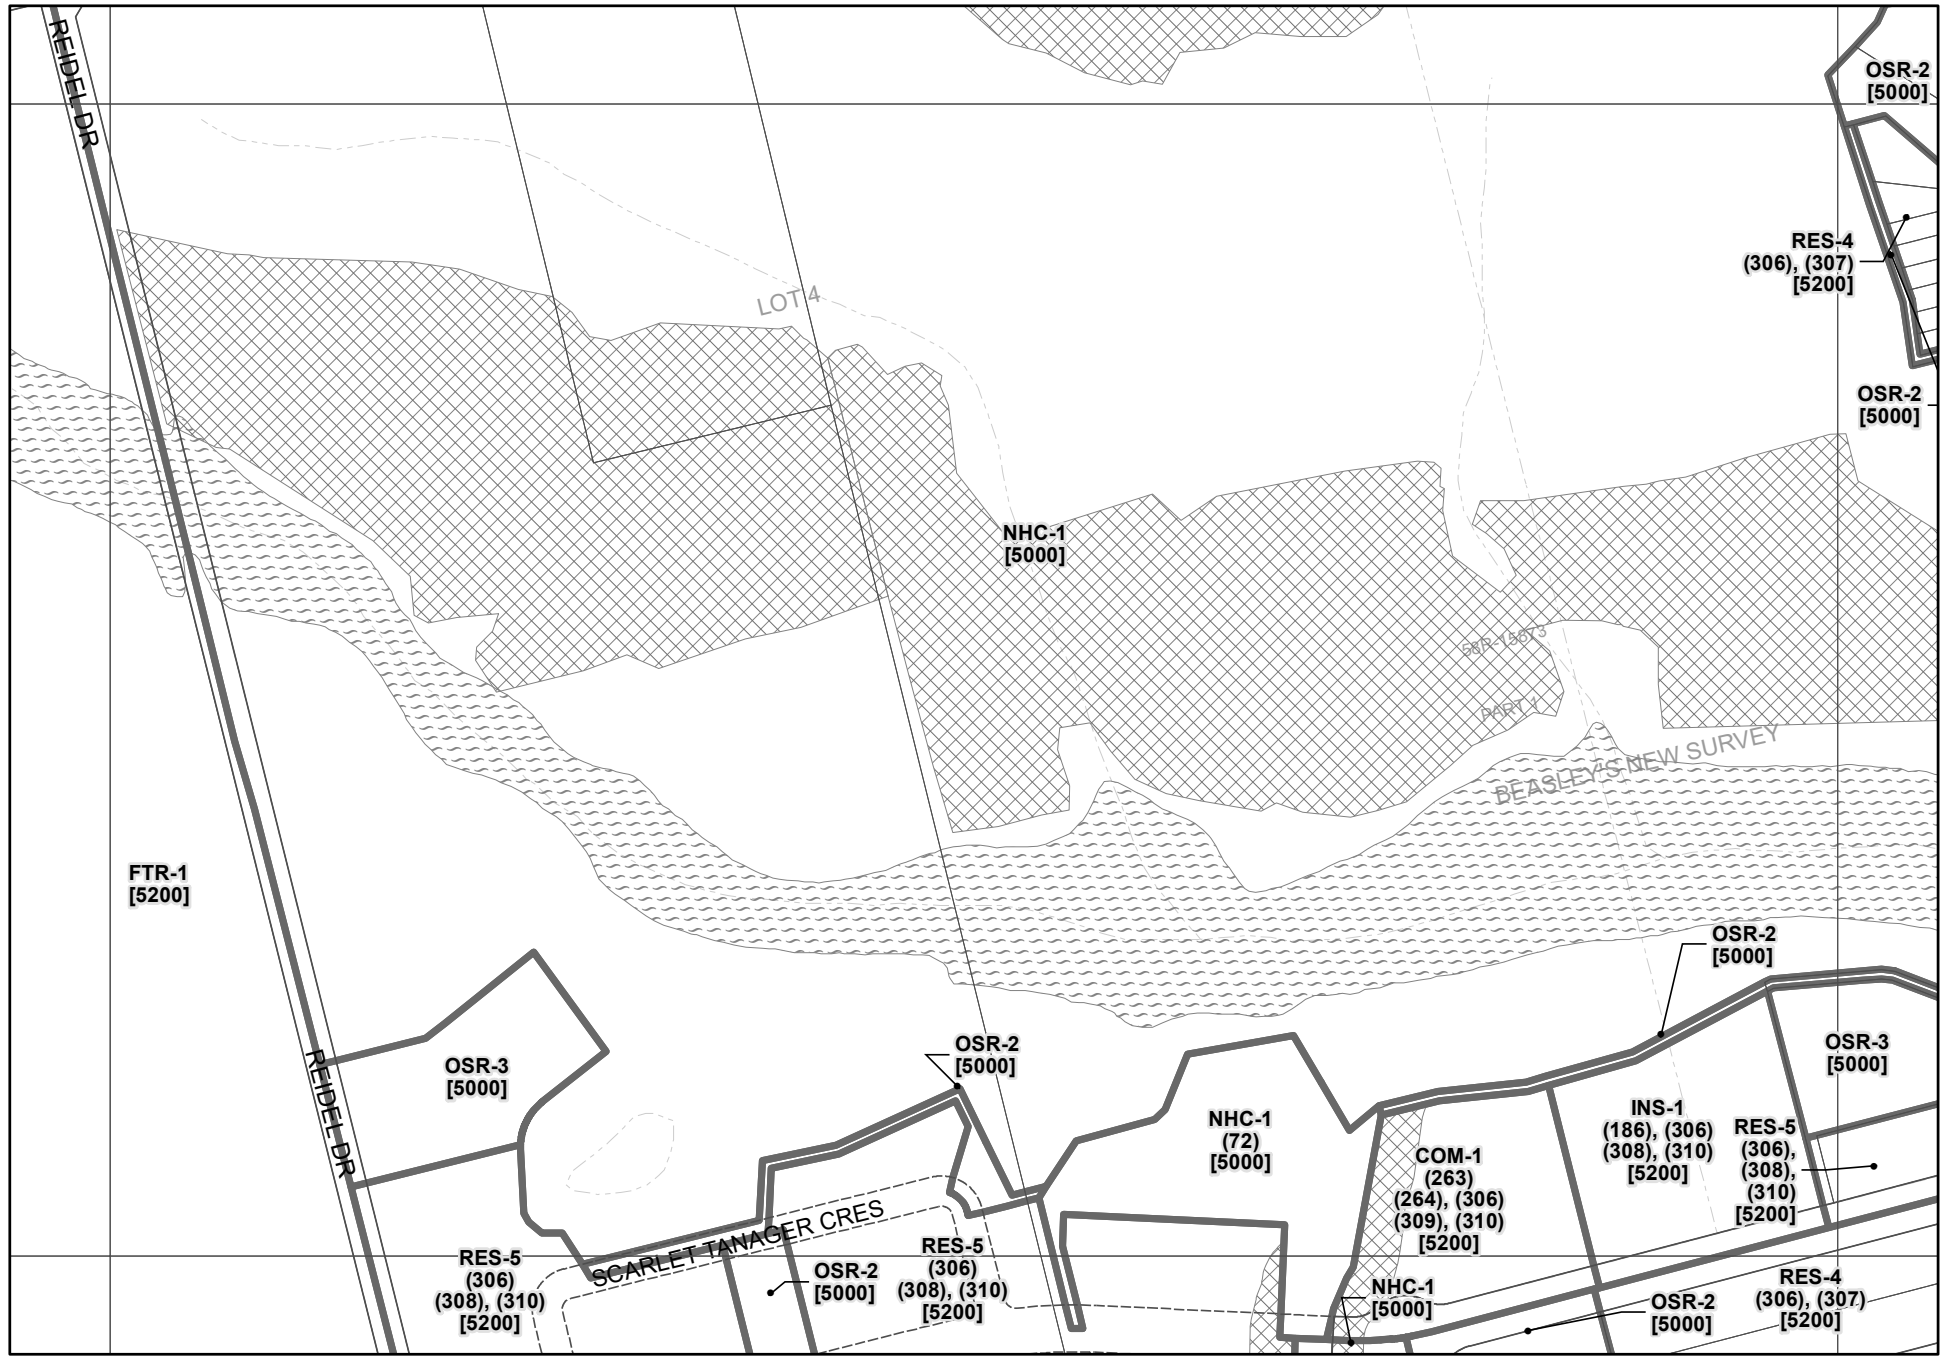 REIDEL DR
OSR-2
[5000]
RES-4
(306), (307)
[5200]
LOT 4
OSR-2
[5000]
NHC-1
[5000]
58R-15873
PART 1
BEASLEY'S NEW SURVEY
FTR-1
[5200]
OSR-2
[5000]
OSR-3
[5000]
OSR-2
[5000]
OSR-3
[5000]
REIDEL DR
NHC-1
(72)
[5000]
INS-1
(186), (306)
(308), (310)
[5200]
RES-5
(306),
(308),
(310)
[5200]
COM-1
(263)
(264), (306)
(309), (310)
[5200]
SCARLET TANAGER CRES
RES-5
(306)
(308), (310)
[5200]
OSR-2
[5000]
RES-5
(306)
(308), (310)
[5200]
NHC-1
[5000]
OSR-2
[5000]
RES-4
(306), (307)
[5200]